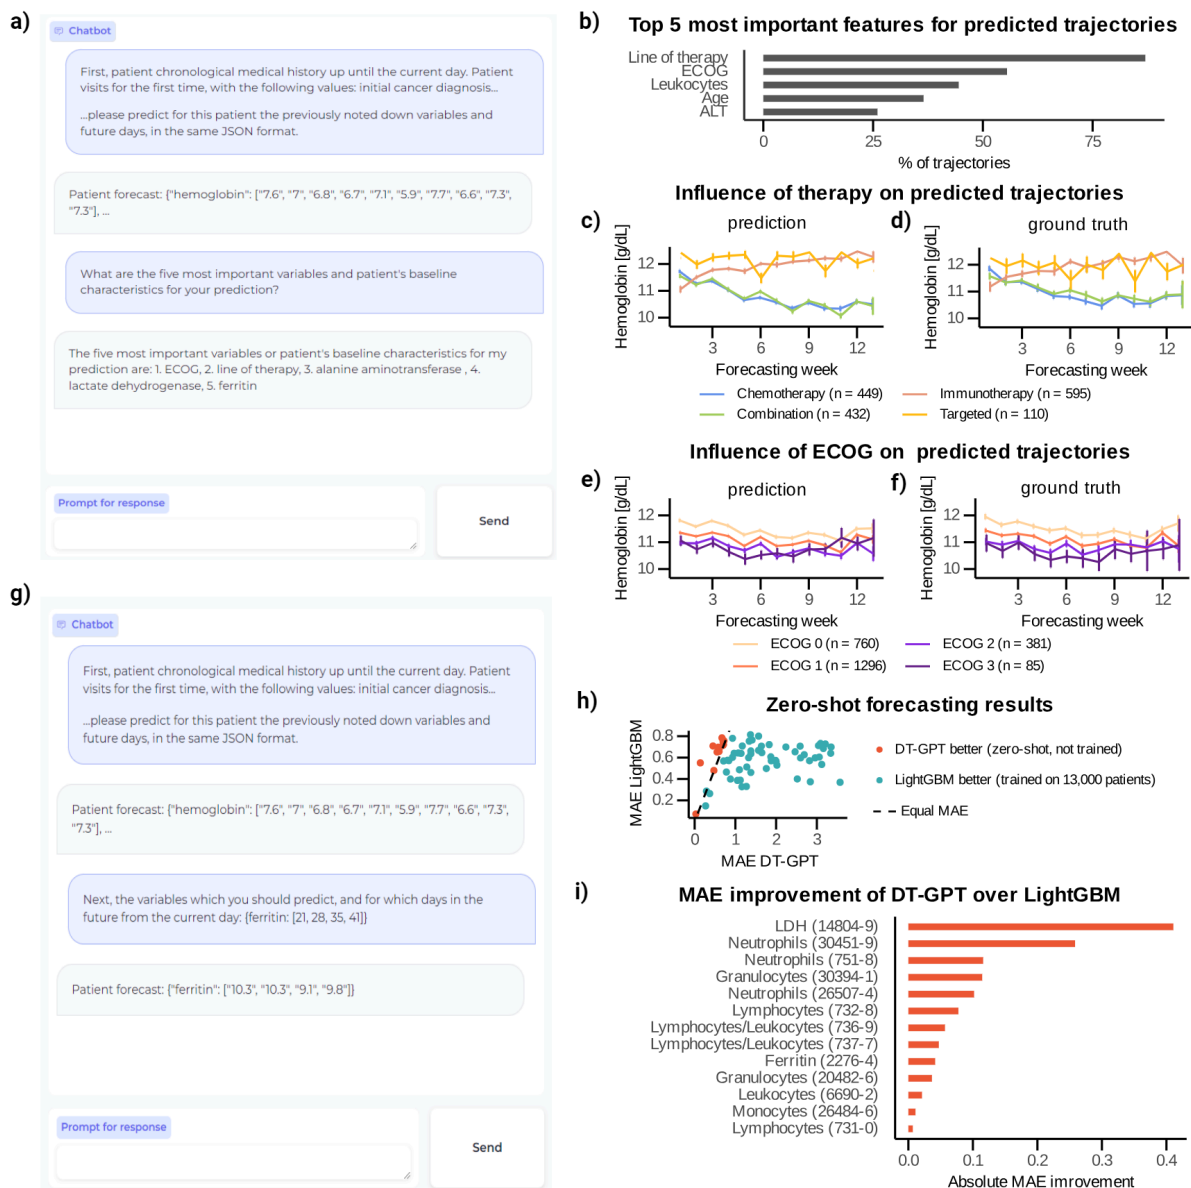 a)
Chatbot
First, patient chronological medical history up until the current day. Patient
visits for the first time, with the following values: initial cancer diagnosis...
...please predict for this patient the previously noted down variables and
future days, in the same JSON format.
Patient forecast: {"hemoglobin": ["7.6", "7", "6.8", "6.7", "7.1", "5.9", "7.7", "6.6", "7.3",
"7.3"], ...
What are the five most important variables and patient's baseline
characteristics for your prediction?
The five most important variables or patient's baseline characteristics for my
prediction are: 1. ECOG, 2. line of therapy, 3. alanine aminotransferase , 4.
lactate dehydrogenase, 5. ferritin
Prompt for response
Send
b)
Top 5 most important features for predicted trajectories
Line of therapy
ECOG
Leukocytes
Age
ALT
0 25 50 75
% of trajectories
Influence of therapy on predicted trajectories
c)
prediction
Hemoglobin [g/dL]
12
11
10
3 6 9 12
Forecasting week
d)
ground truth
Hemoglobin [g/dL]
12
11
10
3 6 9 12
Forecasting week
Chemotherapy (n = 449)
Immunotherapy (n = 595)
Combination (n = 432)
Targeted (n = 110)
Influence of ECOG on predicted trajectories
e)
prediction
Hemoglobin [g/dL]
12
11
10
3 6 9 12
Forecasting week
f)
ground truth
Hemoglobin [g/dL]
12
11
10
3 6 9 12
Forecasting week
ECOG 0 (n = 760)
ECOG 2 (n = 381)
ECOG 1 (n = 1296)
ECOG 3 (n = 85)
g)
Chatbot
First, patient chronological medical history up until the current day. Patient
visits for the first time, with the following values: initial cancer diagnosis...
...please predict for this patient the previously noted down variables and
future days, in the same JSON format.
Patient forecast: {"hemoglobin": ["7.6", "7", "6.8", "6.7", "7.1", "5.9", "7.7", "6.6", "7.3",
"7.3"], ...
Next, the variables which you should predict, and for which days in the
future from the current day: {ferritin: [21, 28, 35, 41]}
Patient forecast: {"ferritin": ["10.3", "10.3", "9.1", "9.8"]}
Prompt for response
Send
h)
Zero-shot forecasting results
MAE LightGBM
0.8
0.6
0.4
0.2
0 1 2 3
MAE DT-GPT
DT-GPT better (zero-shot, not trained)
LightGBM better (trained on 13,000 patients)
Equal MAE
i)
MAE improvement of DT-GPT over LightGBM
LDH (14804-9)
Neutrophils (30451-9)
Neutrophils (751-8)
Granulocytes (30394-1)
Neutrophils (26507-4)
Lymphocytes (732-8)
Lymphocytes/Leukocytes (736-9)
Lymphocytes/Leukocytes (737-7)
Ferritin (2276-4)
Granulocytes (20482-6)
Leukocytes (6690-2)
Monocytes (26484-6)
Lymphocytes (731-0)
0.0 0.1 0.2 0.3 0.4
Absolute MAE imrovement